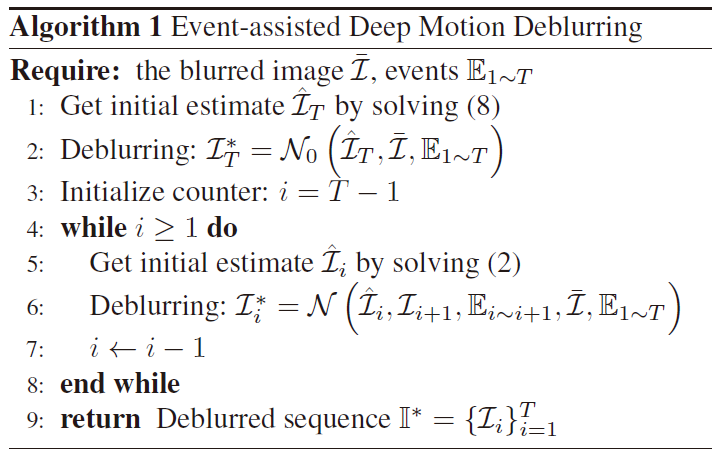 Algorithm 1 Event-assisted Deep Motion Deblurring
Require: the blurred image $\bar{\mathcal{I}}$, events $\mathbb{E}_{1\sim T}$
1: Get initial estimate $\hat{\mathcal{I}}_T$ by solving (8)
2: Deblurring: $\mathcal{I}_T^* = \mathcal{N}_0\left(\hat{\mathcal{I}}_T, \bar{\mathcal{I}}, \mathbb{E}_{1\sim T}\right)$
3: Initialize counter: $i = T - 1$
4: while $i \geq 1$ do
5: Get initial estimate $\hat{\mathcal{I}}_i$ by solving (2)
6: Deblurring: $\mathcal{I}_i^* = \mathcal{N}\left(\hat{\mathcal{I}}_i, \mathcal{I}_{i+1}, \mathbb{E}_{i\sim i+1}, \bar{\mathcal{I}}, \mathbb{E}_{1\sim T}\right)$
7: $i \leftarrow i - 1$
8: end while
9: return Deblurred sequence $\mathbb{I}^* = \{\mathcal{I}_i\}_{i=1}^T$